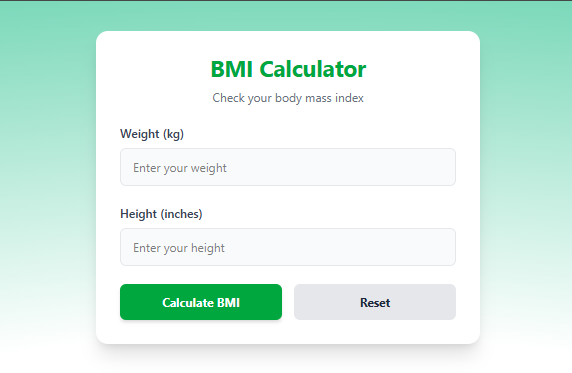 BMI Calculator
Check your body mass index
Weight (kg)
Enter your weight
Height (inches)
Enter your height
Calculate BMI
Reset